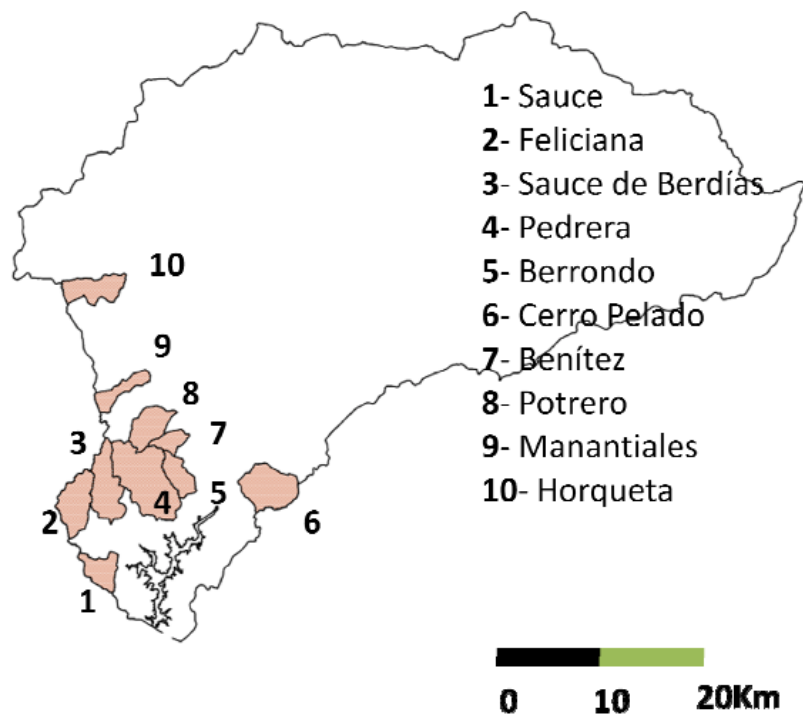 1- Sauce
2- Feliciana
3- Sauce de Berdías
4- Pedrera
5- Berrondo
6- Cerro Pelado
7- Benítez
8- Potrero
9- Manantiales
10- Horqueta
10
9
8
7
3
4
5
2
6
1
0 10 20Km